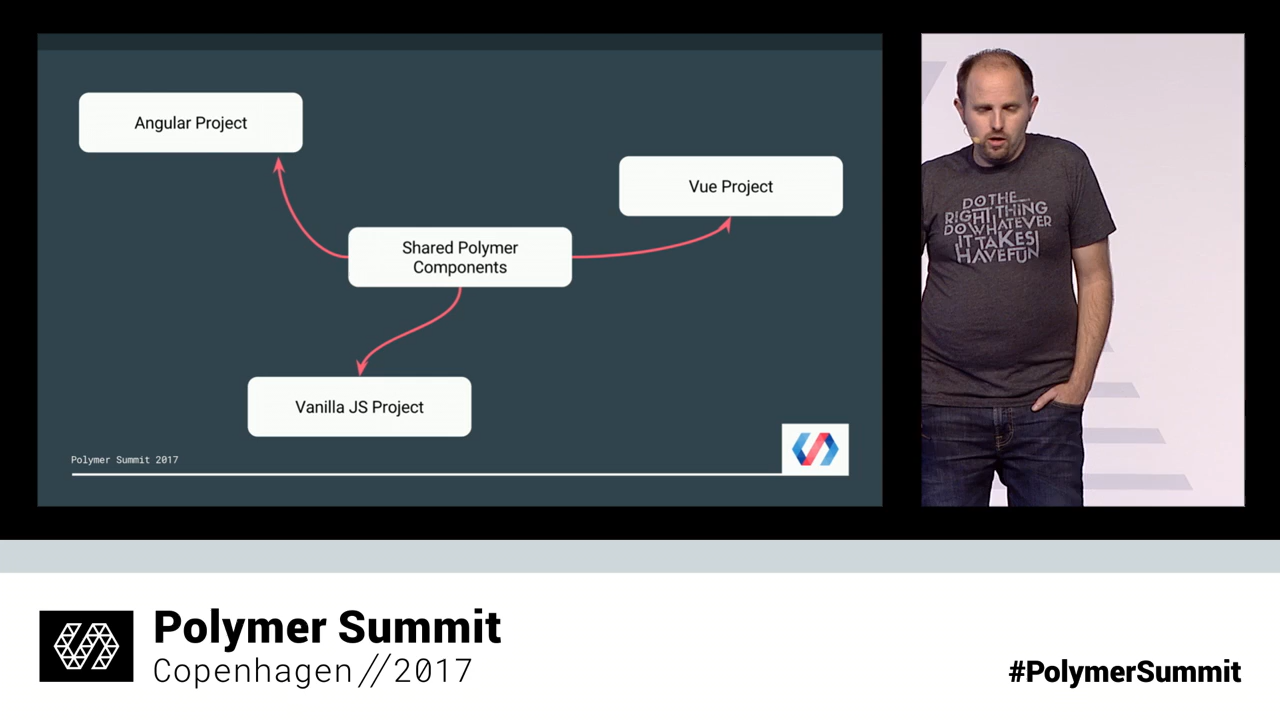 Angular Project
Vue Project
Shared Polymer
Components
Vanilla JS Project
Polymer Summit 2017
DO THE
RIGHT THING
DO WHATEVER
IT TAKES
HAVE FUN
Polymer Summit
Copenhagen //2017
#PolymerSummit